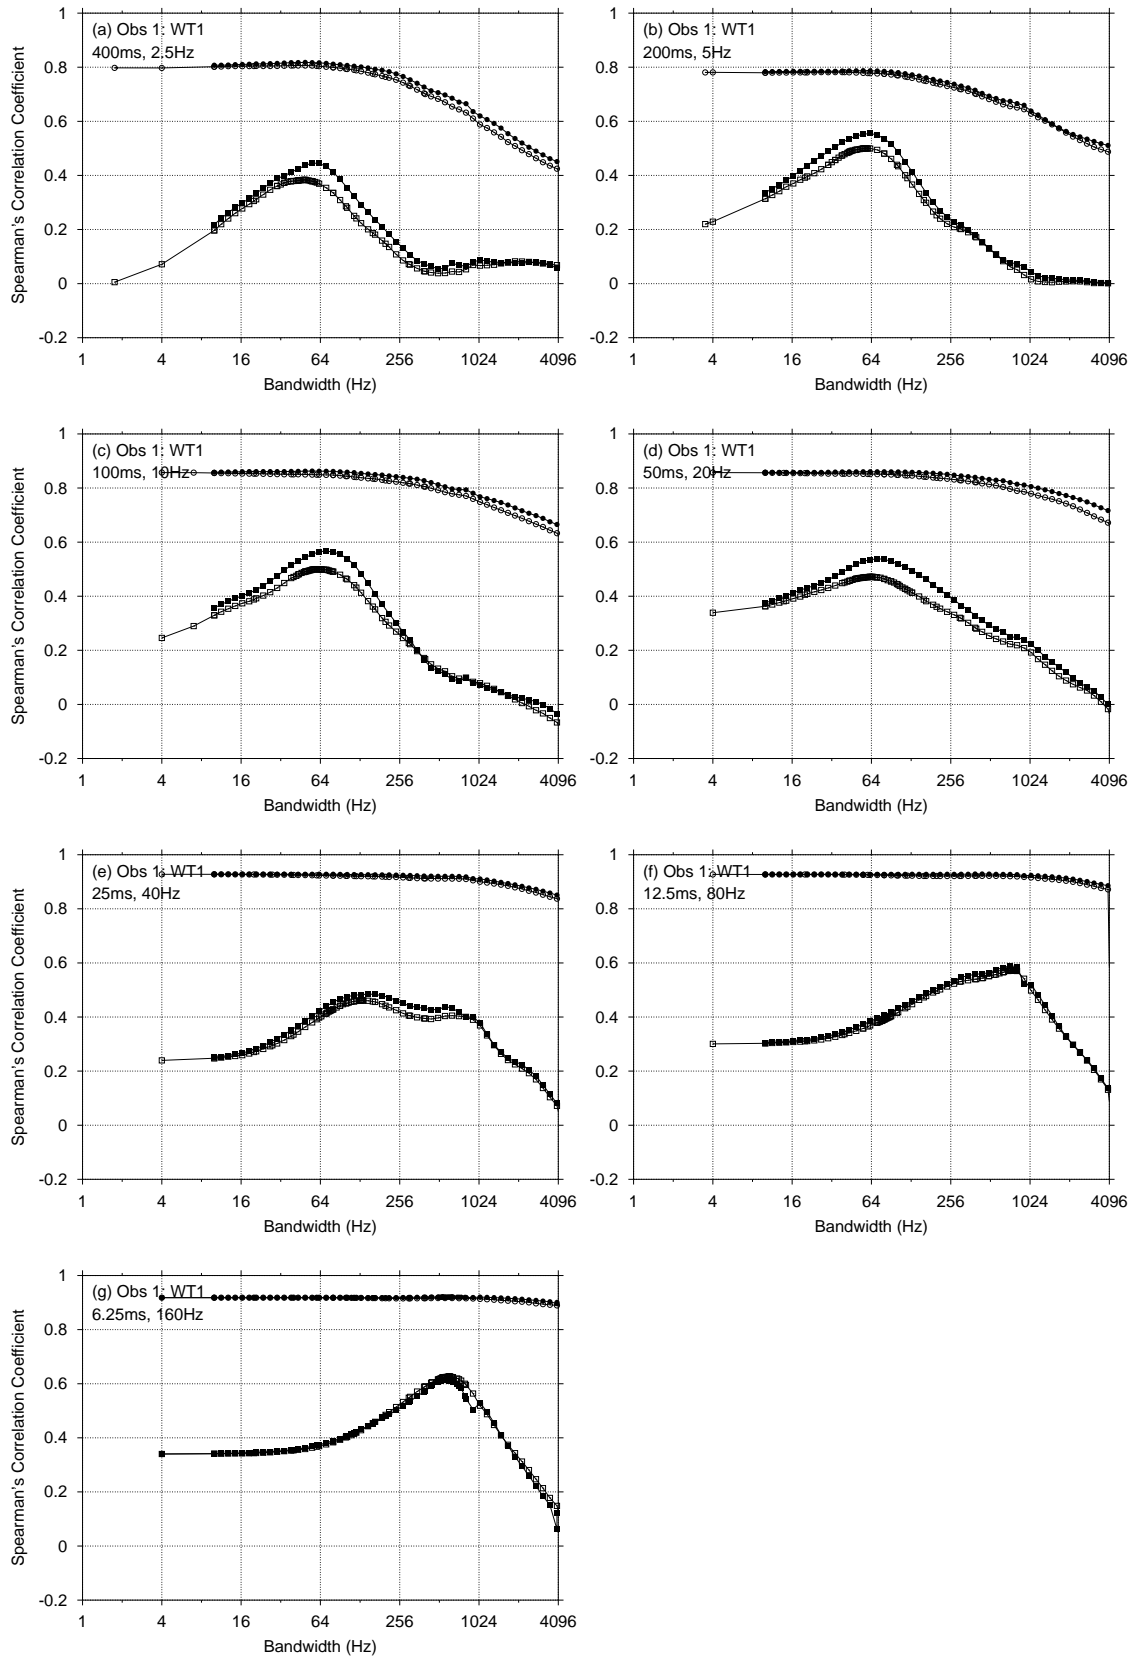 (a) Obs 1: WT1
400ms, 2.5Hz
Spearman's Correlation Coefficient
1
0.8
0.6
0.4
0.2
0
-0.2
1 4 16 64 256 1024 4096
Bandwidth (Hz)
(b) Obs 1: WT1
200ms, 5Hz
1
0.8
0.6
0.4
0.2
0
-0.2
1 4 16 64 256 1024 4096
Bandwidth (Hz)
(c) Obs 1: WT1
100ms, 10Hz
Spearman's Correlation Coefficient
1
0.8
0.6
0.4
0.2
0
-0.2
1 4 16 64 256 1024 4096
Bandwidth (Hz)
(d) Obs 1: WT1
50ms, 20Hz
1
0.8
0.6
0.4
0.2
0
-0.2
1 4 16 64 256 1024 4096
Bandwidth (Hz)
(e) Obs 1: WT1
25ms, 40Hz
Spearman's Correlation Coefficient
1
0.8
0.6
0.4
0.2
0
-0.2
1 4 16 64 256 1024 4096
Bandwidth (Hz)
(f) Obs 1: WT1
12.5ms, 80Hz
1
0.8
0.6
0.4
0.2
0
-0.2
1 4 16 64 256 1024 4096
Bandwidth (Hz)
(g) Obs 1: WT1
6.25ms, 160Hz
Spearman's Correlation Coefficient
1
0.8
0.6
0.4
0.2
0
-0.2
1 4 16 64 256 1024 4096
Bandwidth (Hz)